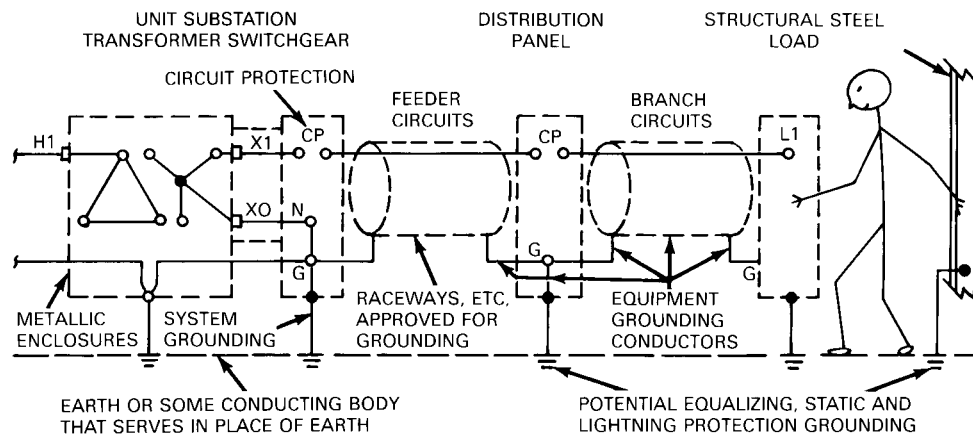 UNIT SUBSTATION
TRANSFORMER SWITCHGEAR
DISTRIBUTION
PANEL
STRUCTURAL STEEL
LOAD
CIRCUIT PROTECTION
FEEDER
CIRCUITS
BRANCH
CIRCUITS
H1
X1
CP
CP
L1
XO
N
G
G
G
METALLIC
ENCLOSURES
SYSTEM
GROUNDING
RACEWAYS, ETC,
APPROVED FOR
GROUNDING
EQUIPMENT
GROUNDING
CONDUCTORS
EARTH OR SOME CONDUCTING BODY
THAT SERVES IN PLACE OF EARTH
POTENTIAL EQUALIZING, STATIC AND
LIGHTNING PROTECTION GROUNDING